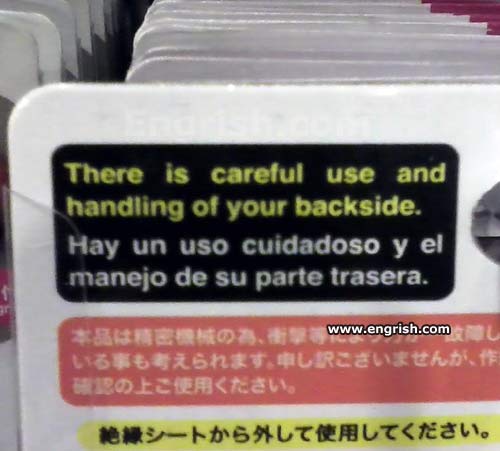 Engrish.com
There is careful use and
handling of your backside.
Hay un uso cuidadoso y el
manejo de su parte trasera.
www.engrish.com
本品は精密機械の為、衝撃等に
いる事も考えられます。申し訳ございませんが、作
確認の上ご使用ください。
絶縁シートから外して使用してください。